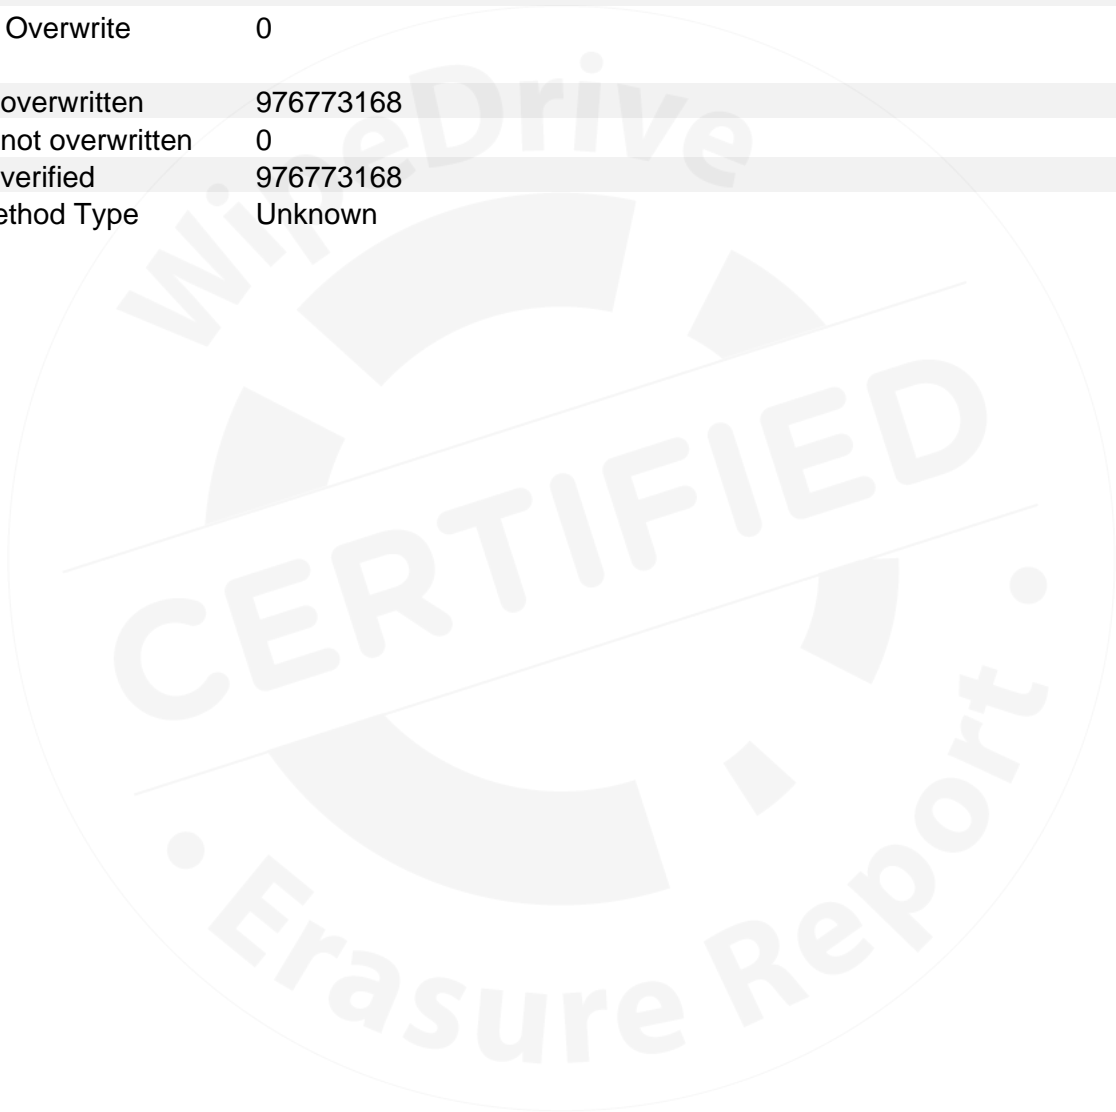 Overwrite 0
overwritten 976773168
not overwritten 0
verified 976773168
ethod Type Unknown
WipeDrive
CERTIFIED
• Erasure Report •